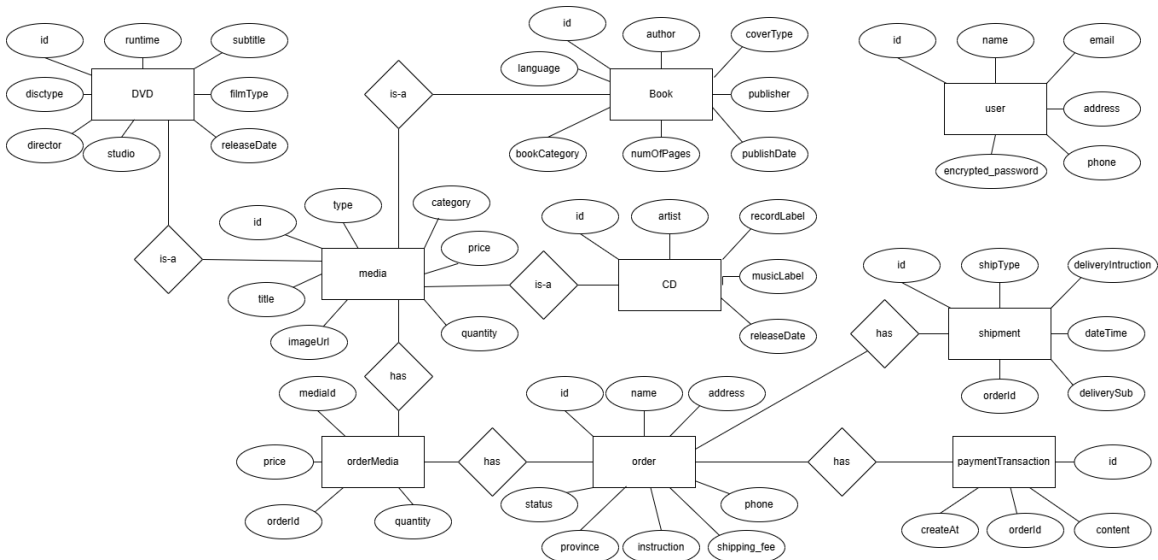 id
runtime
subtitle
disctype
DVD
filmType
director
studio
releaseDate
is-a
id
author
coverType
language
Book
publisher
bookCategory
numOfPages
publishDate
id
name
email
user
address
encrypted_password
phone
is-a
id
type
category
media
price
title
imageUrl
quantity
is-a
id
artist
recordLabel
CD
musicLabel
releaseDate
id
shipType
deliveryIntruction
has
shipment
dateTime
orderId
deliverySub
has
mediaId
price
orderMedia
orderId
quantity
has
id
name
address
order
status
phone
province
instruction
shipping_fee
has
paymentTransaction
id
createAt
orderId
content